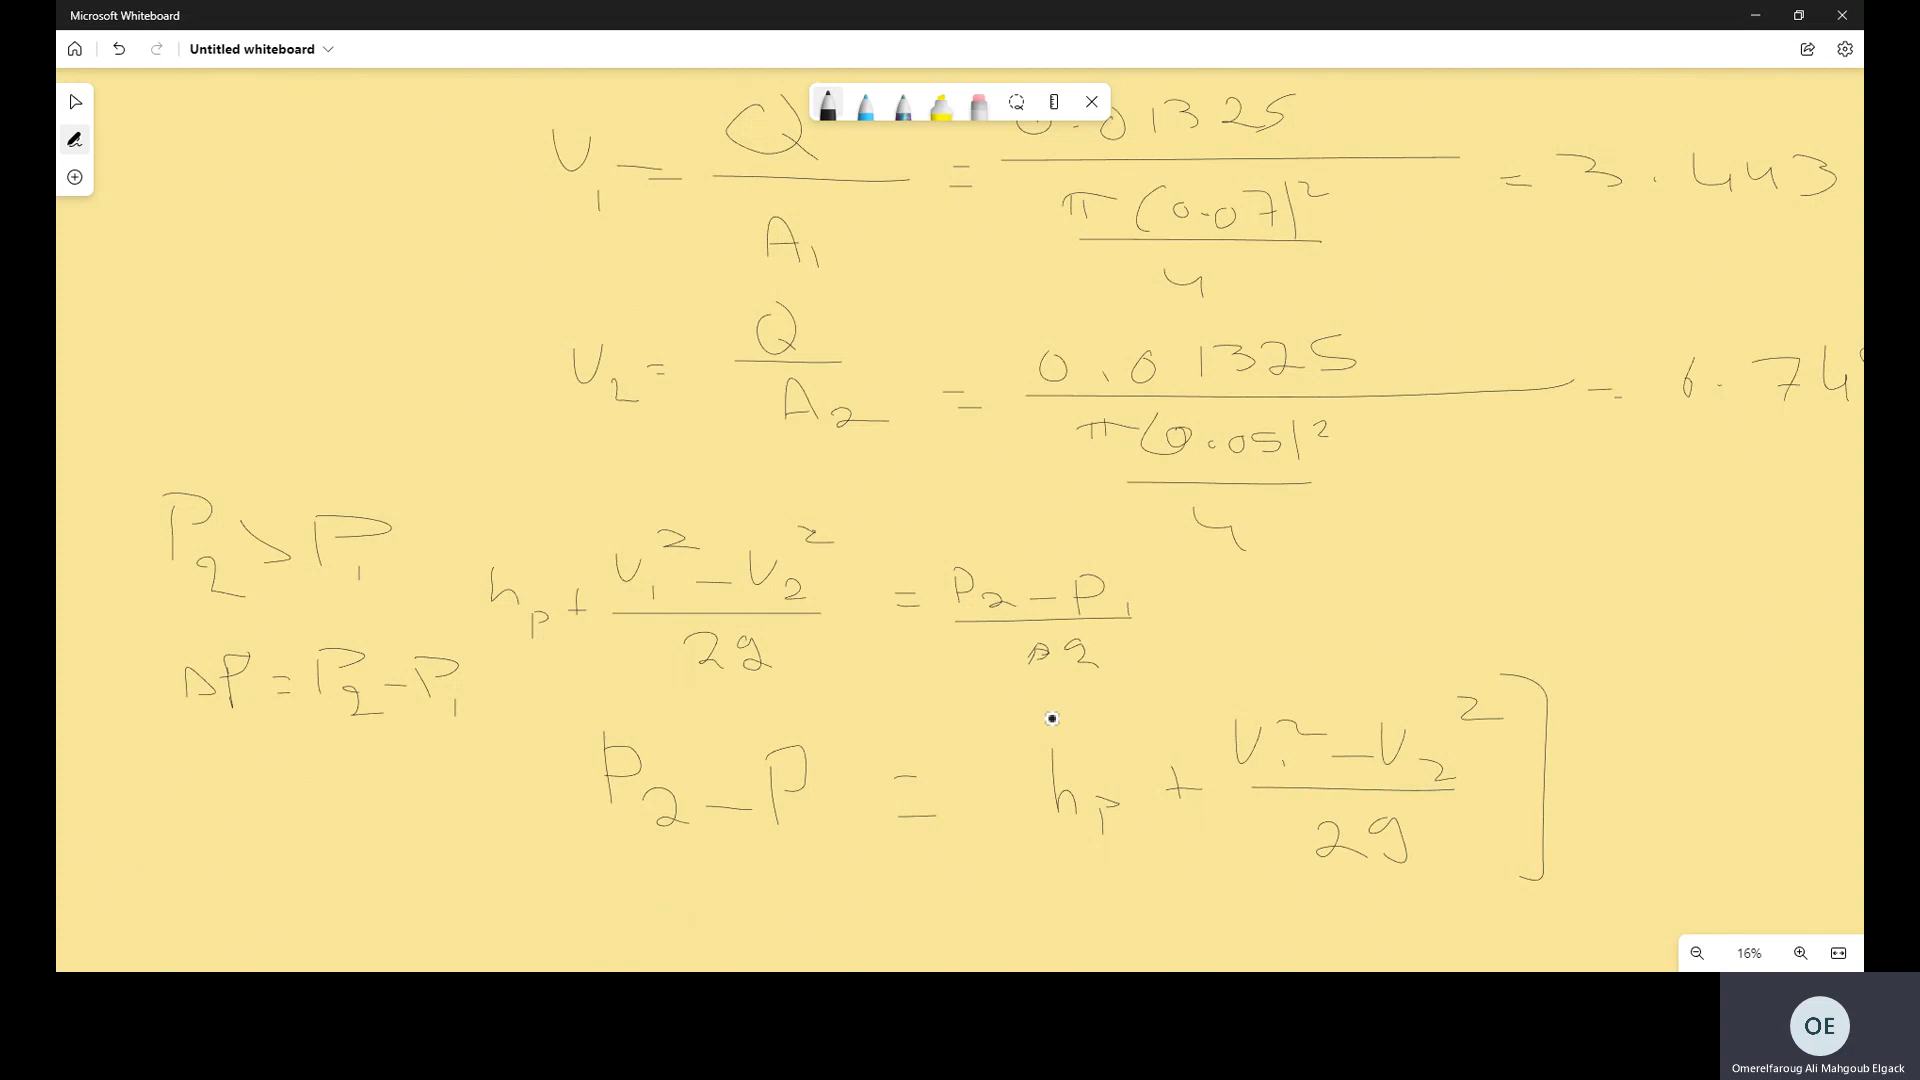 Microsoft Whiteboard
Untitled whiteboard
V₁ = Q / A₁ = 0.01325 / (π(0.07)² / 4) = 3.443
V₂ = Q / A₂ = 0.01325 / (π(0.05)² / 4) = 6.74
P₂ > P₁
h_p + (V₁² - V₂²) / 2g = (P₂ - P₁) / ρg
ΔP = P₂ - P₁
P₂ - P = h_p + (V₁² - V₂²) / 2g ]
16%
OE
Omerelfaroug Ali Mahgoub Elgack